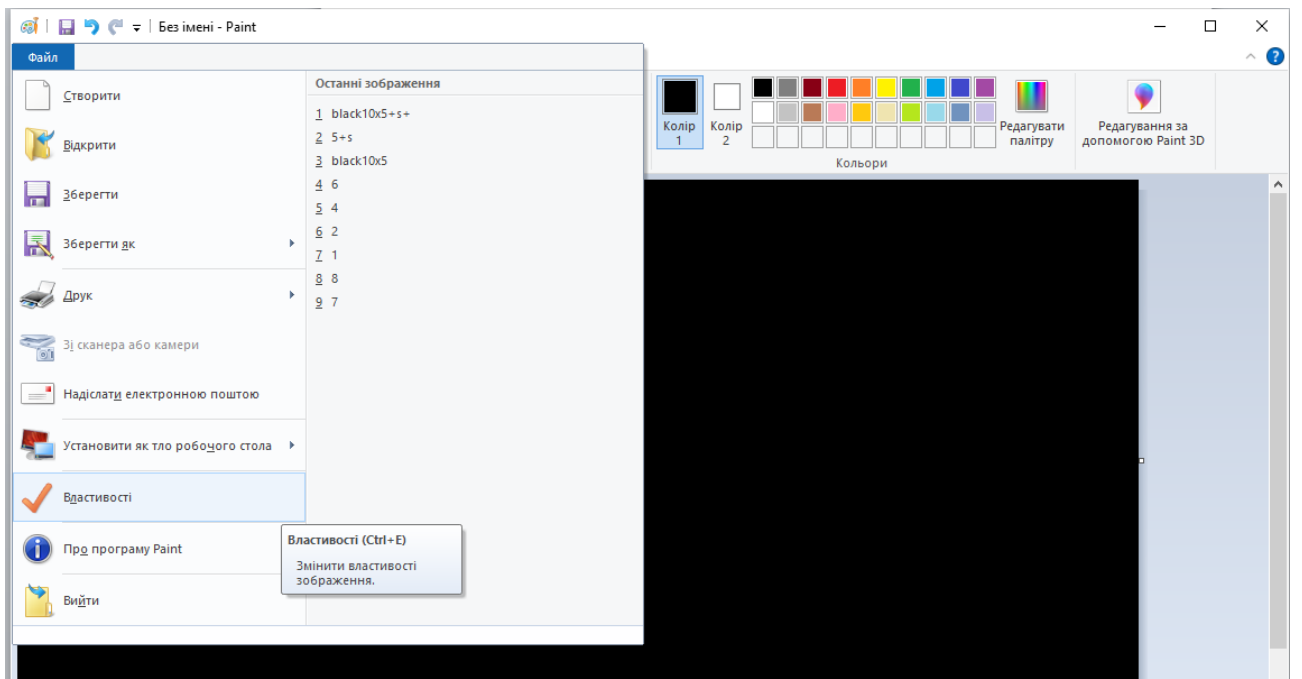 Без імені - Paint
Файл
Створити
Відкрити
Зберегти
Зберегти як
Друк
Зі сканера або камери
Надіслати електронною поштою
Установити як тло робочого стола
Властивості
Про програму Paint
Вийти
Останні зображення
1 black10x5+s+
2 5+s
3 black10x5
4 6
5 4
6 2
7 1
8 8
9 7
Властивості (Ctrl+E)
Змінити властивості
зображення.
Колір
1
Колір
2
Редагувати
палітру
Кольори
Редагування за
допомогою Paint 3D